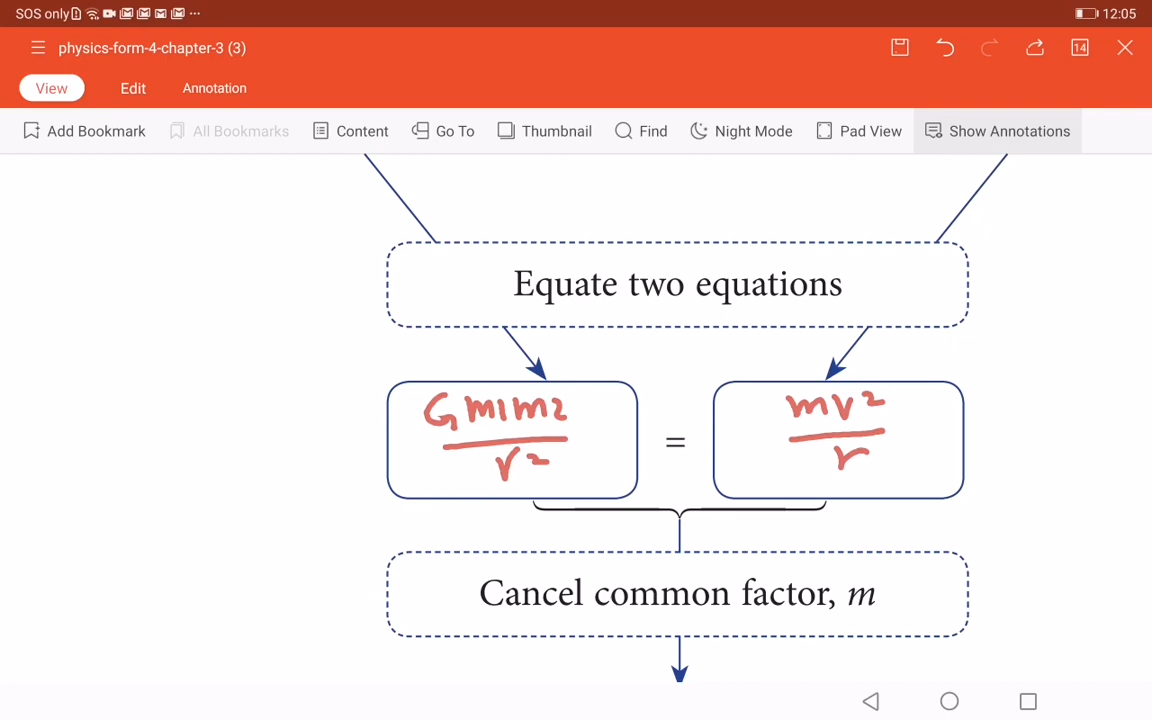 SOS only 12:05
physics-form-4-chapter-3 (3) 14
View Edit Annotation
Add Bookmark All Bookmarks Content Go To Thumbnail Find Night Mode Pad View Show Annotations
Equate two equations
G m1m2 / r² = mv² / r
Cancel common factor, m